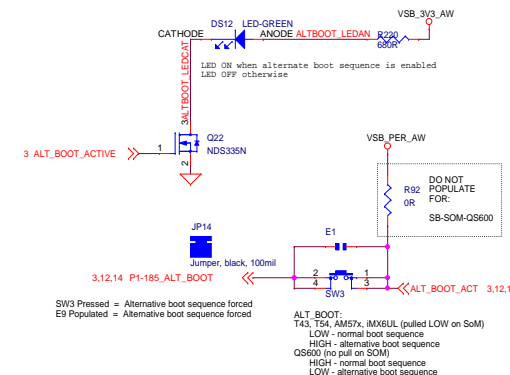 VSB_3V3_AW
DS12 LED-GREEN
CATHODE
ANODE ALTBOOT_LEDAN
R220
680R
LED ON when alternate boot sequence is enabled
LED OFF otherwise
ALTBOOT_LEDCAT
3
Q22
NDS335N
3 ALT_BOOT_ACTIVE
1
2
VSB_PER_AW
R92
0R
DO NOT
POPULATE
FOR:
SB-SOM-QS600
JP14
Jumper, black, 100mil
E1
3,12,14 P1-185_ALT_BOOT
2 1
4 3
SW3
ALT_BOOT_ACT 3,12,1
SW3 Pressed = Alternative boot sequence forced
E9 Populated = Alternative boot sequence forced
ALT_BOOT:
T43, T54, AM57x, iMX6UL (pulled LOW on SoM)
LOW - normal boot sequence
HIGH - alternative boot sequence
QS600 (no pull on SOM)
HIGH - normal boot sequence
LOW - alternative boot sequence